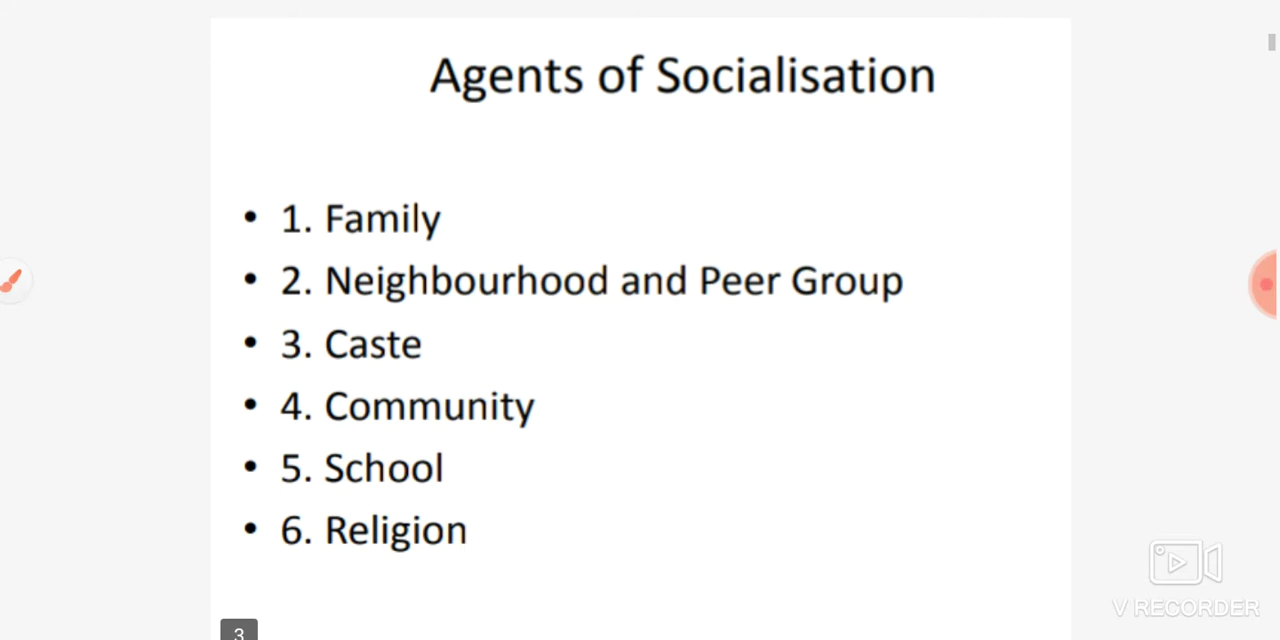 Agents of Socialisation
• 1. Family
• 2. Neighbourhood and Peer Group
• 3. Caste
• 4. Community
• 5. School
• 6. Religion
3
V RECORDER